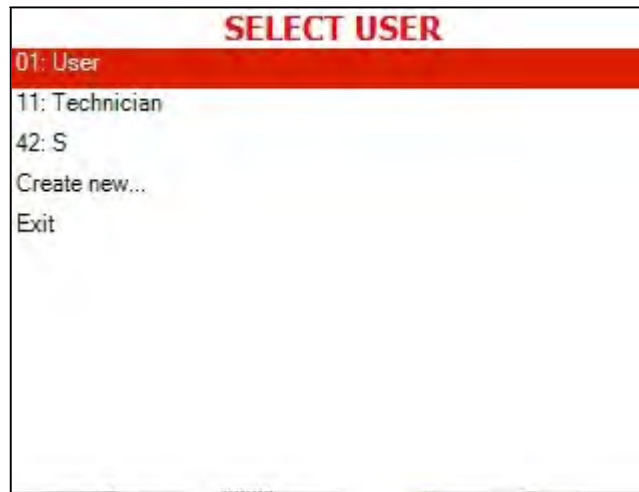 SELECT USER
01: User
11: Technician
42: S
Create new...
Exit